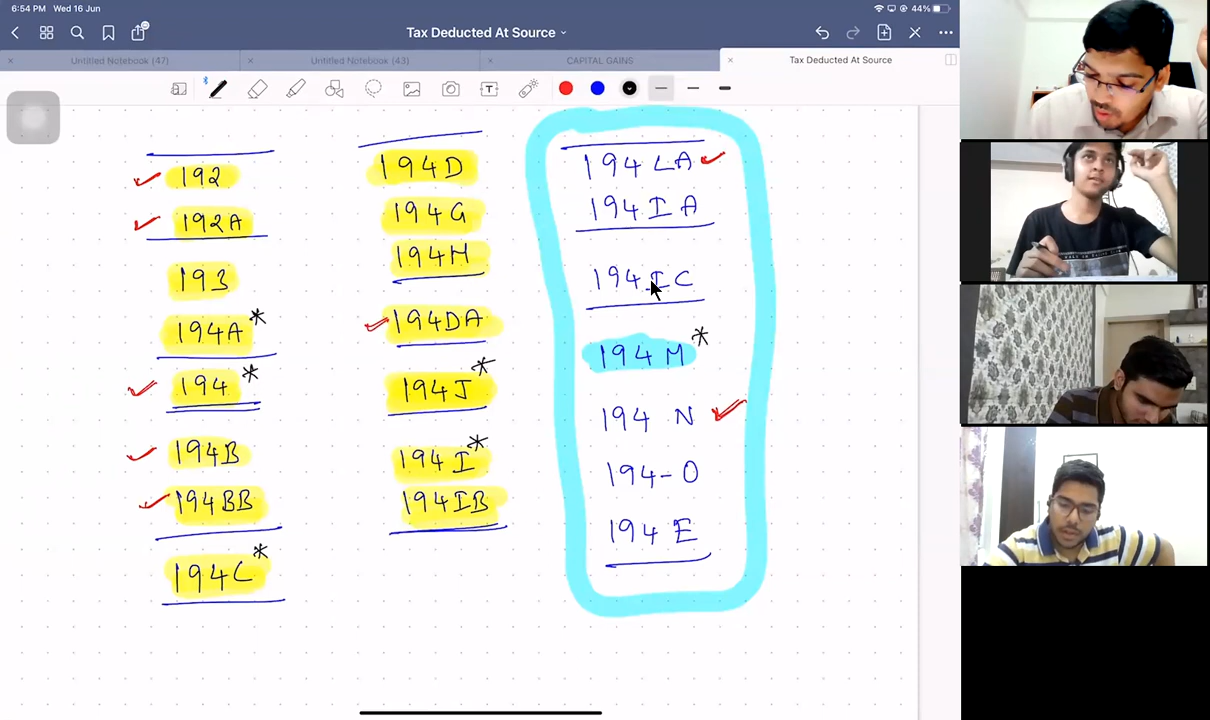 6:54 PM Wed 16 Jun
44%
Tax Deducted At Source
Untitled Notebook (47)
Untitled Notebook (43)
CAPITAL GAINS
Tax Deducted At Source
192
192A
193
194A*
194*
194B
194BB
194C*
194D
194G
194H
194DA
194J*
194I*
194IB
194LA
194IA
194IC
194M*
194 N
194-O
194E